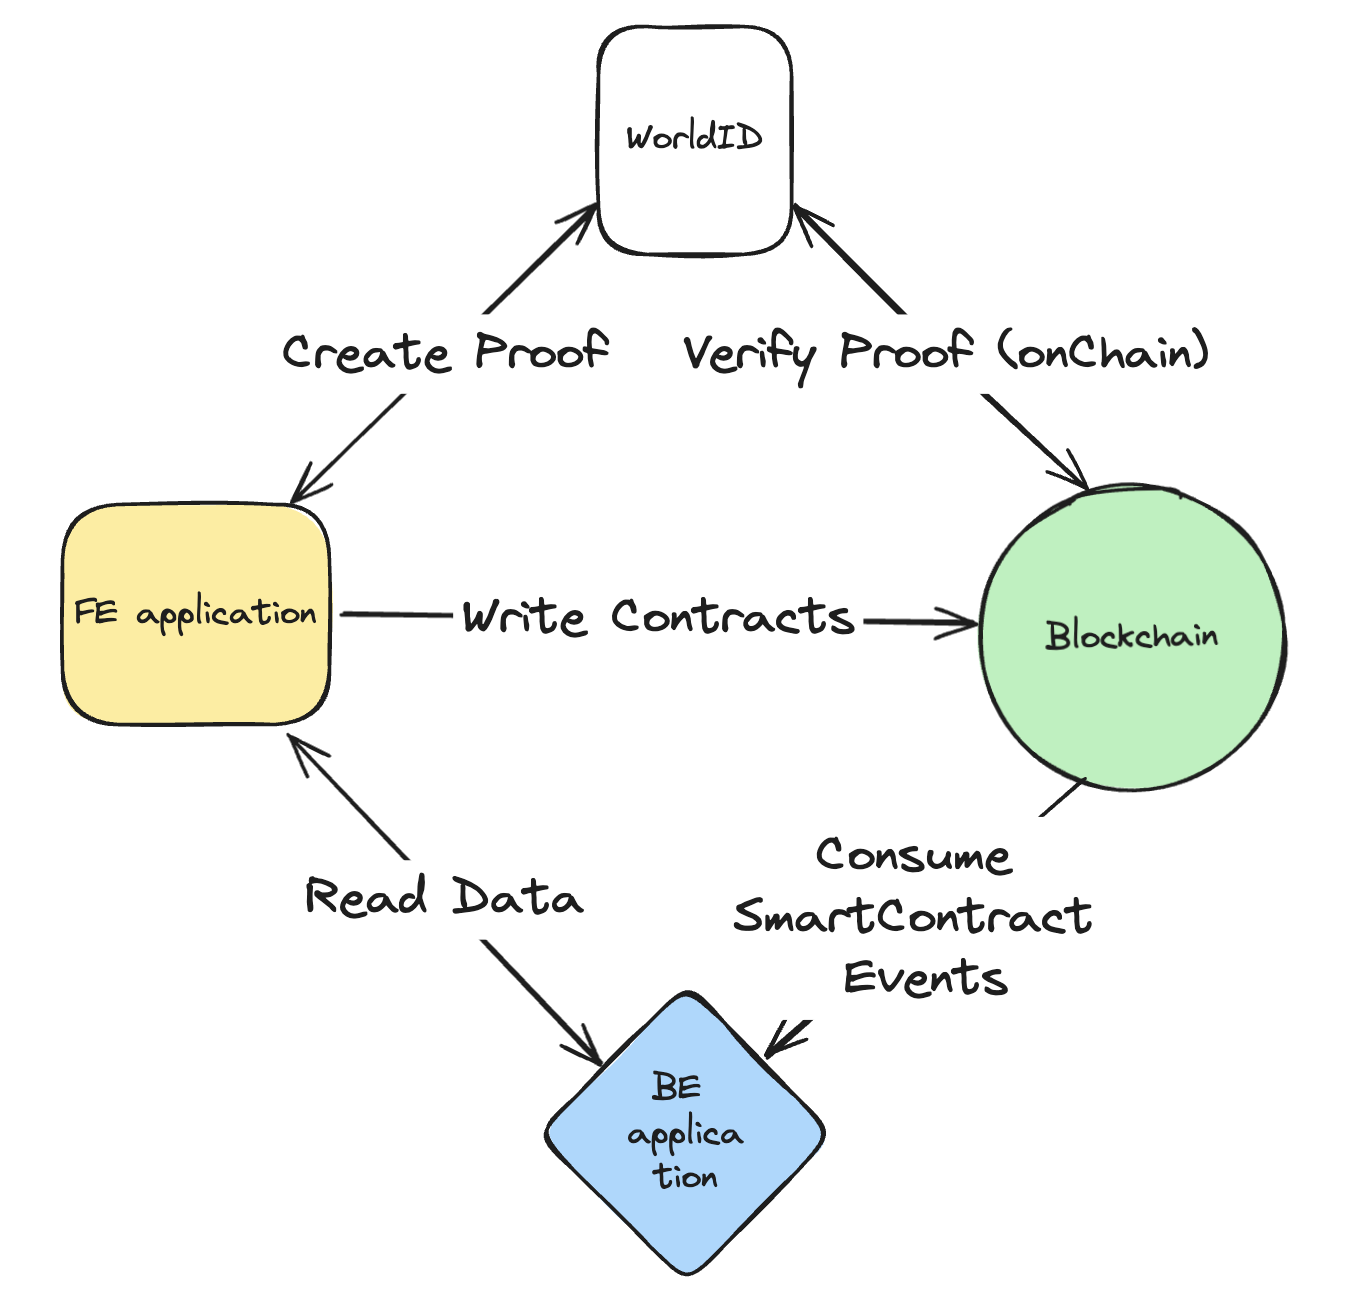 WorldID
Create Proof
Verify Proof (onChain)
FE application
Write Contracts
Blockchain
Read Data
Consume
SmartContract
Events
BE
applica
tion